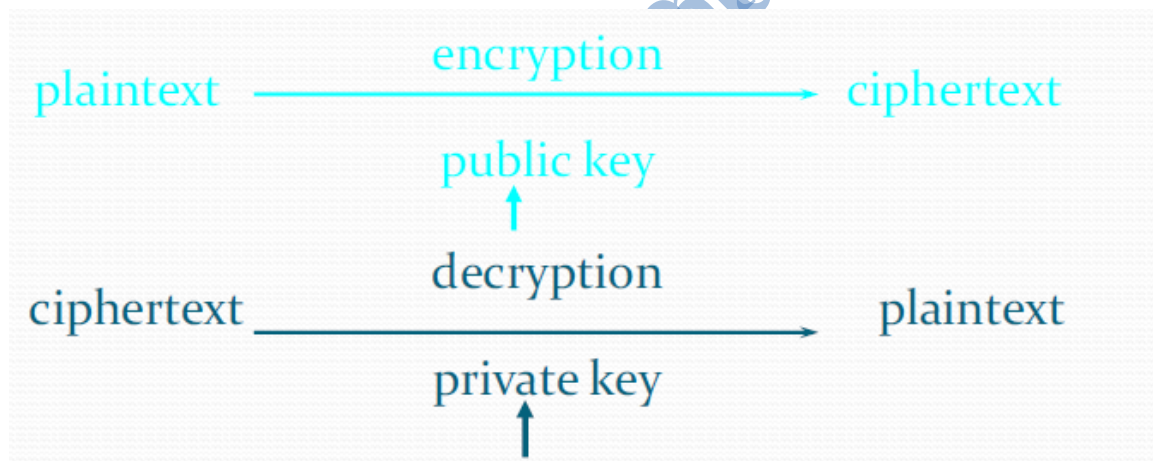 encryption
plaintext ciphertext
public key
decryption
ciphertext plaintext
private key